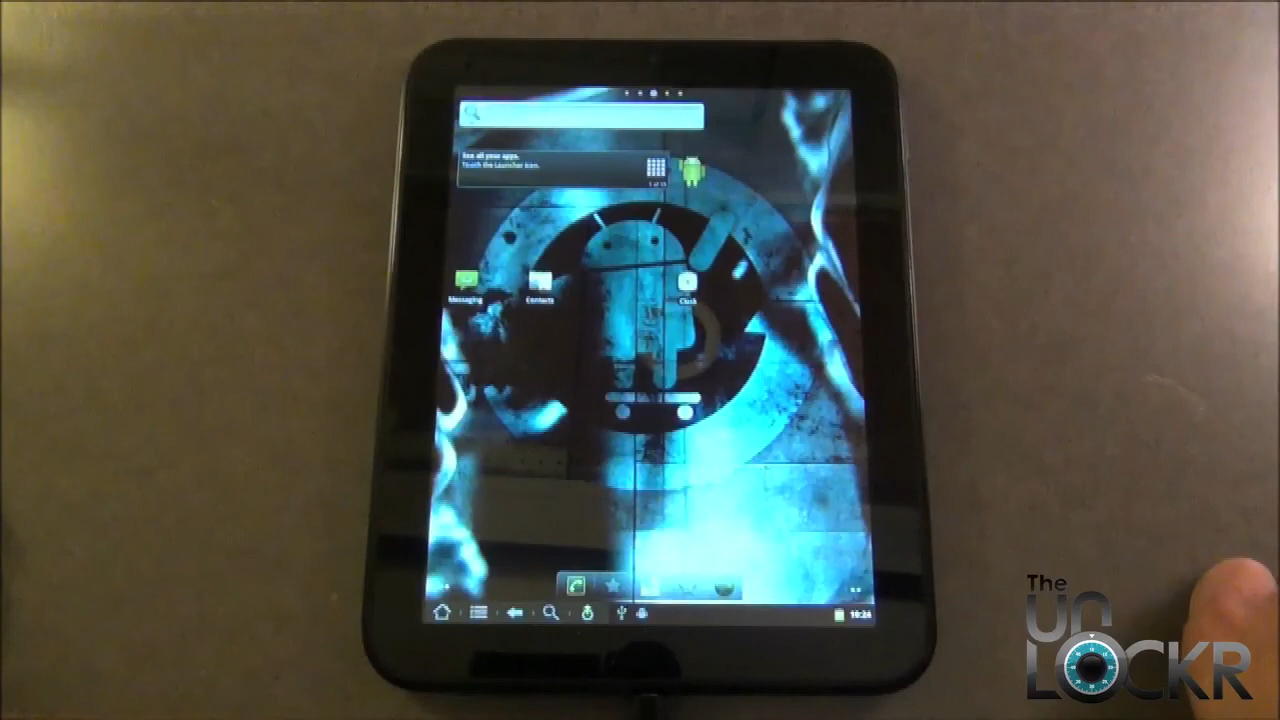 See all your apps.
Touch the Launcher icon.
Messaging
Contacts
Clock
10:24
The
UNLOCKR